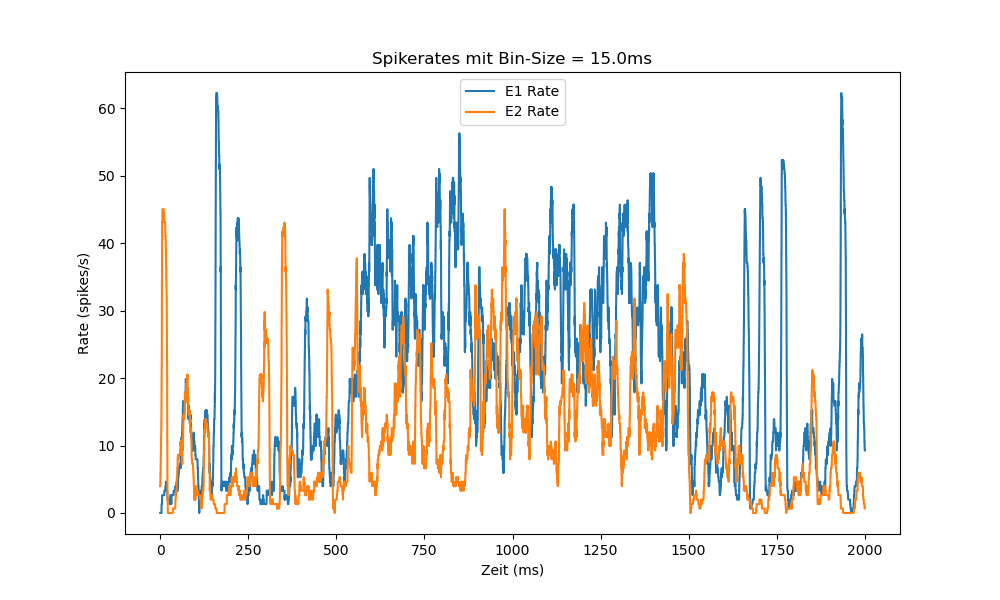 Spikerates mit Bin-Size = 15.0ms
E1 Rate
E2 Rate
Rate (spikes/s)
60
50
40
30
20
10
0
0 250 500 750 1000 1250 1500 1750 2000
Zeit (ms)